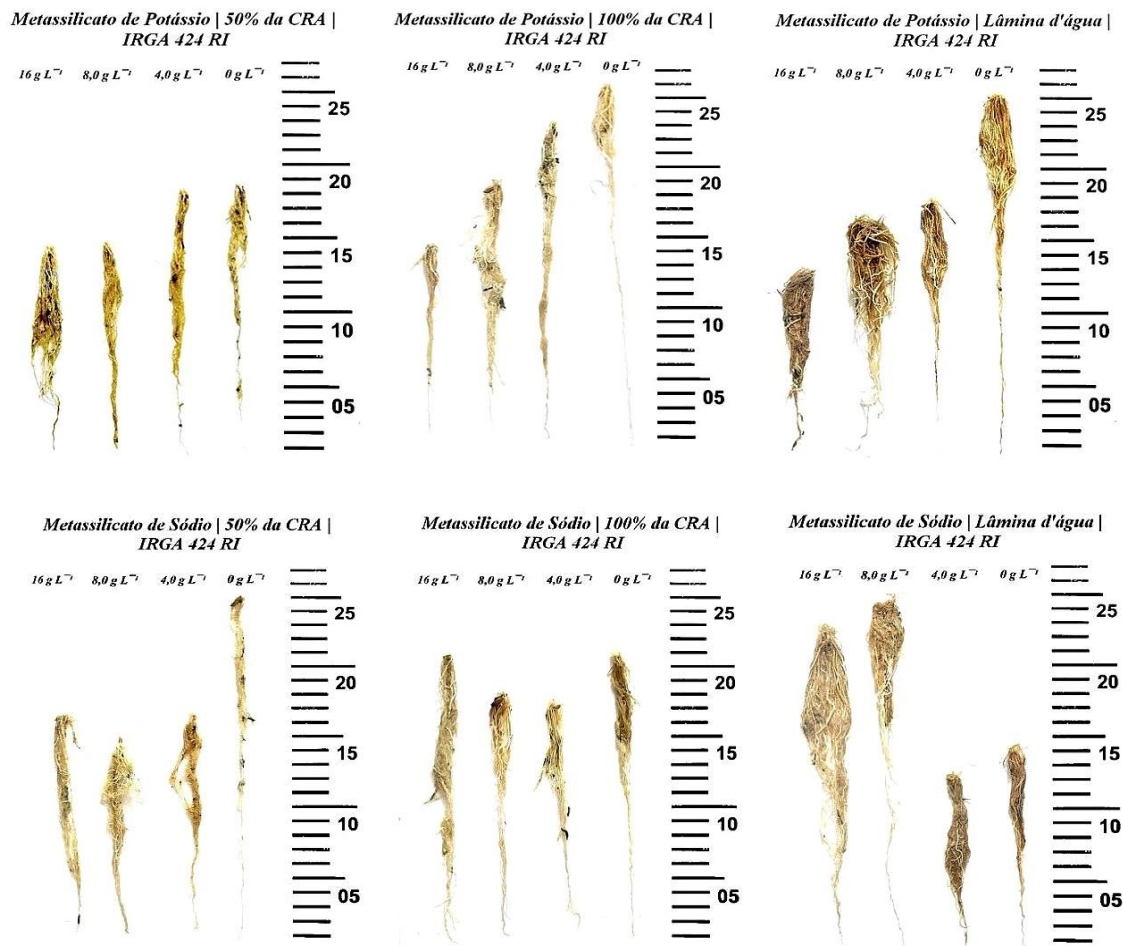 Metassilicato de Potássio | 50% da CRA |
IRGA 424 RI
16 g L⁻¹ 8,0 g L⁻¹ 4,0 g L⁻¹ 0 g L⁻¹
25
20
15
10
05
Metassilicato de Potássio | 100% da CRA |
IRGA 424 RI
16 g L⁻¹ 8,0 g L⁻¹ 4,0 g L⁻¹ 0 g L⁻¹
25
20
15
10
05
Metassilicato de Potássio | Lâmina d'água |
IRGA 424 RI
16 g L⁻¹ 8,0 g L⁻¹ 4,0 g L⁻¹ 0 g L⁻¹
25
20
15
10
05
Metassilicato de Sódio | 50% da CRA |
IRGA 424 RI
16 g L⁻¹ 8,0 g L⁻¹ 4,0 g L⁻¹ 0 g L⁻¹
25
20
15
10
05
Metassilicato de Sódio | 100% da CRA |
IRGA 424 RI
16 g L⁻¹ 8,0 g L⁻¹ 4,0 g L⁻¹ 0 g L⁻¹
25
20
15
10
05
Metassilicato de Sódio | Lâmina d'água |
IRGA 424 RI
16 g L⁻¹ 8,0 g L⁻¹ 4,0 g L⁻¹ 0 g L⁻¹
25
20
15
10
05